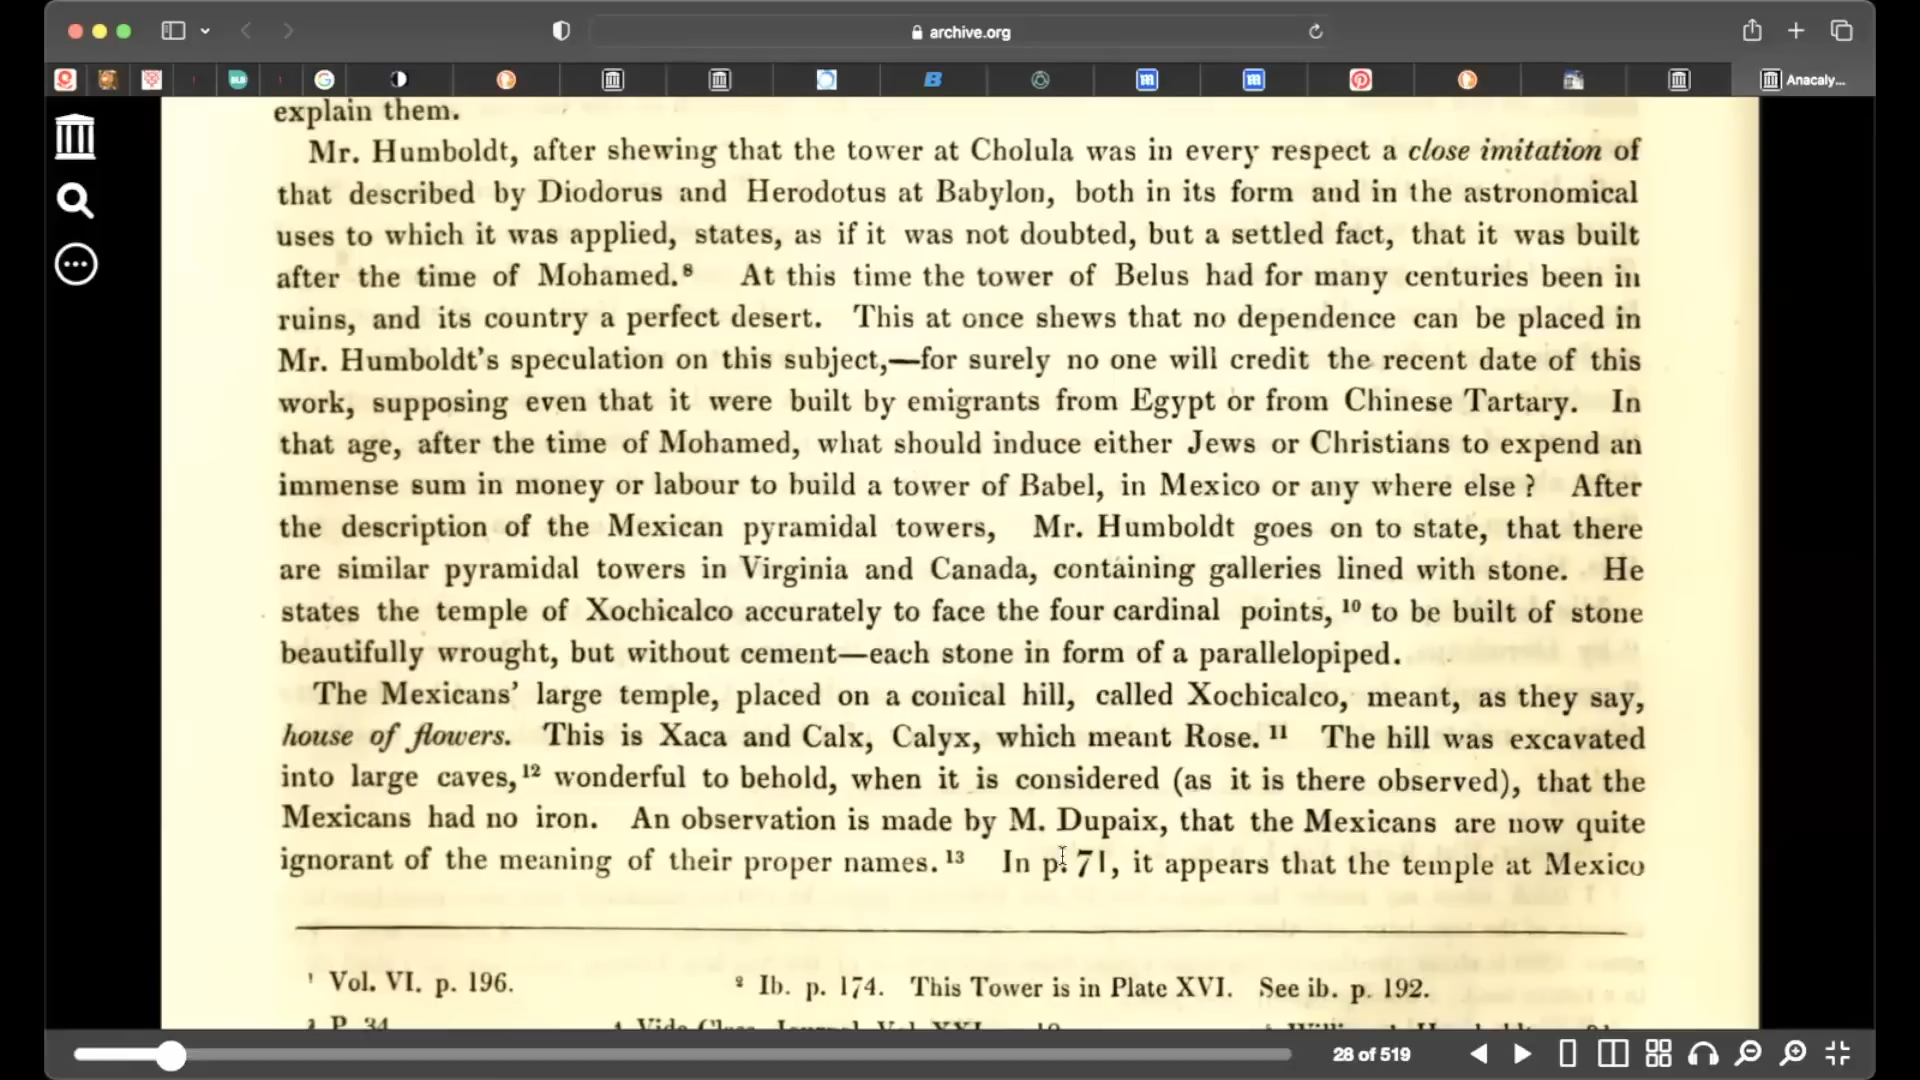 archive.org
Anacaly...
explain them.
Mr. Humboldt, after shewing that the tower at Cholula was in every respect a close imitation of
that described by Diodorus and Herodotus at Babylon, both in its form and in the astronomical
uses to which it was applied, states, as if it was not doubted, but a settled fact, that it was built
after the time of Mohamed.⁸ At this time the tower of Belus had for many centuries been in
ruins, and its country a perfect desert. This at once shews that no dependence can be placed in
Mr. Humboldt's speculation on this subject,—for surely no one will credit the recent date of this
work, supposing even that it were built by emigrants from Egypt or from Chinese Tartary. In
that age, after the time of Mohamed, what should induce either Jews or Christians to expend an
immense sum in money or labour to build a tower of Babel, in Mexico or any where else? After
the description of the Mexican pyramidal towers, Mr. Humboldt goes on to state, that there
are similar pyramidal towers in Virginia and Canada, containing galleries lined with stone. He
states the temple of Xochicalco accurately to face the four cardinal points,¹⁰ to be built of stone
beautifully wrought, but without cement—each stone in form of a parallelopiped.
The Mexicans' large temple, placed on a conical hill, called Xochicalco, meant, as they say,
house of flowers. This is Xaca and Calx, Calyx, which meant Rose.¹¹ The hill was excavated
into large caves,¹² wonderful to behold, when it is considered (as it is there observed), that the
Mexicans had no iron. An observation is made by M. Dupaix, that the Mexicans are now quite
ignorant of the meaning of their proper names.¹³ In p. 71, it appears that the temple at Mexico
¹ Vol. VI. p. 196. ² Ib. p. 174. This Tower is in Plate XVI. See ib. p. 192.
³ P. 34
28 of 519